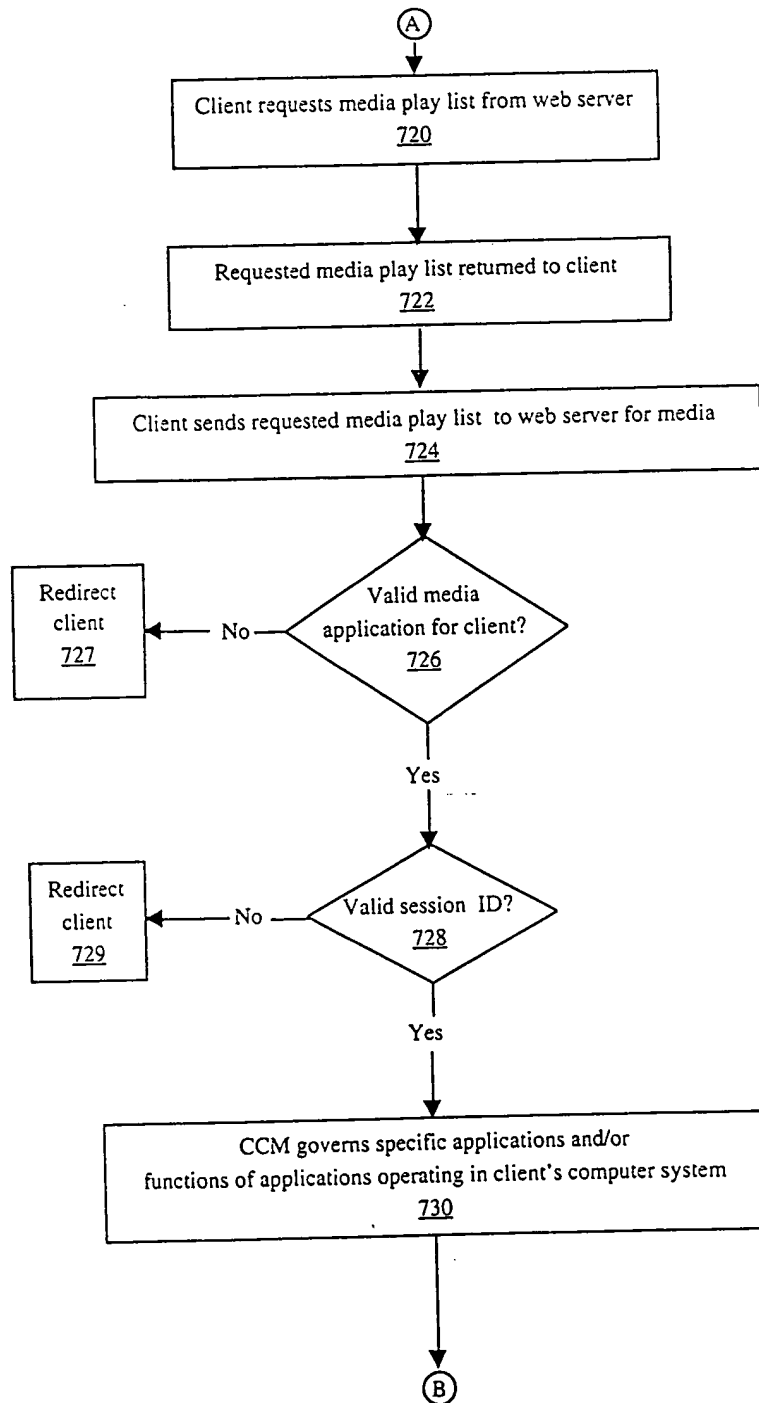 A
Client requests media play list from web server
720
Requested media play list returned to client
722
Client sends requested media play list to web server for media
724
Valid media
application for client?
726
No
Redirect
client
727
Yes
Valid session ID?
728
No
Redirect
client
729
Yes
CCM governs specific applications and/or
functions of applications operating in client's computer system
730
B